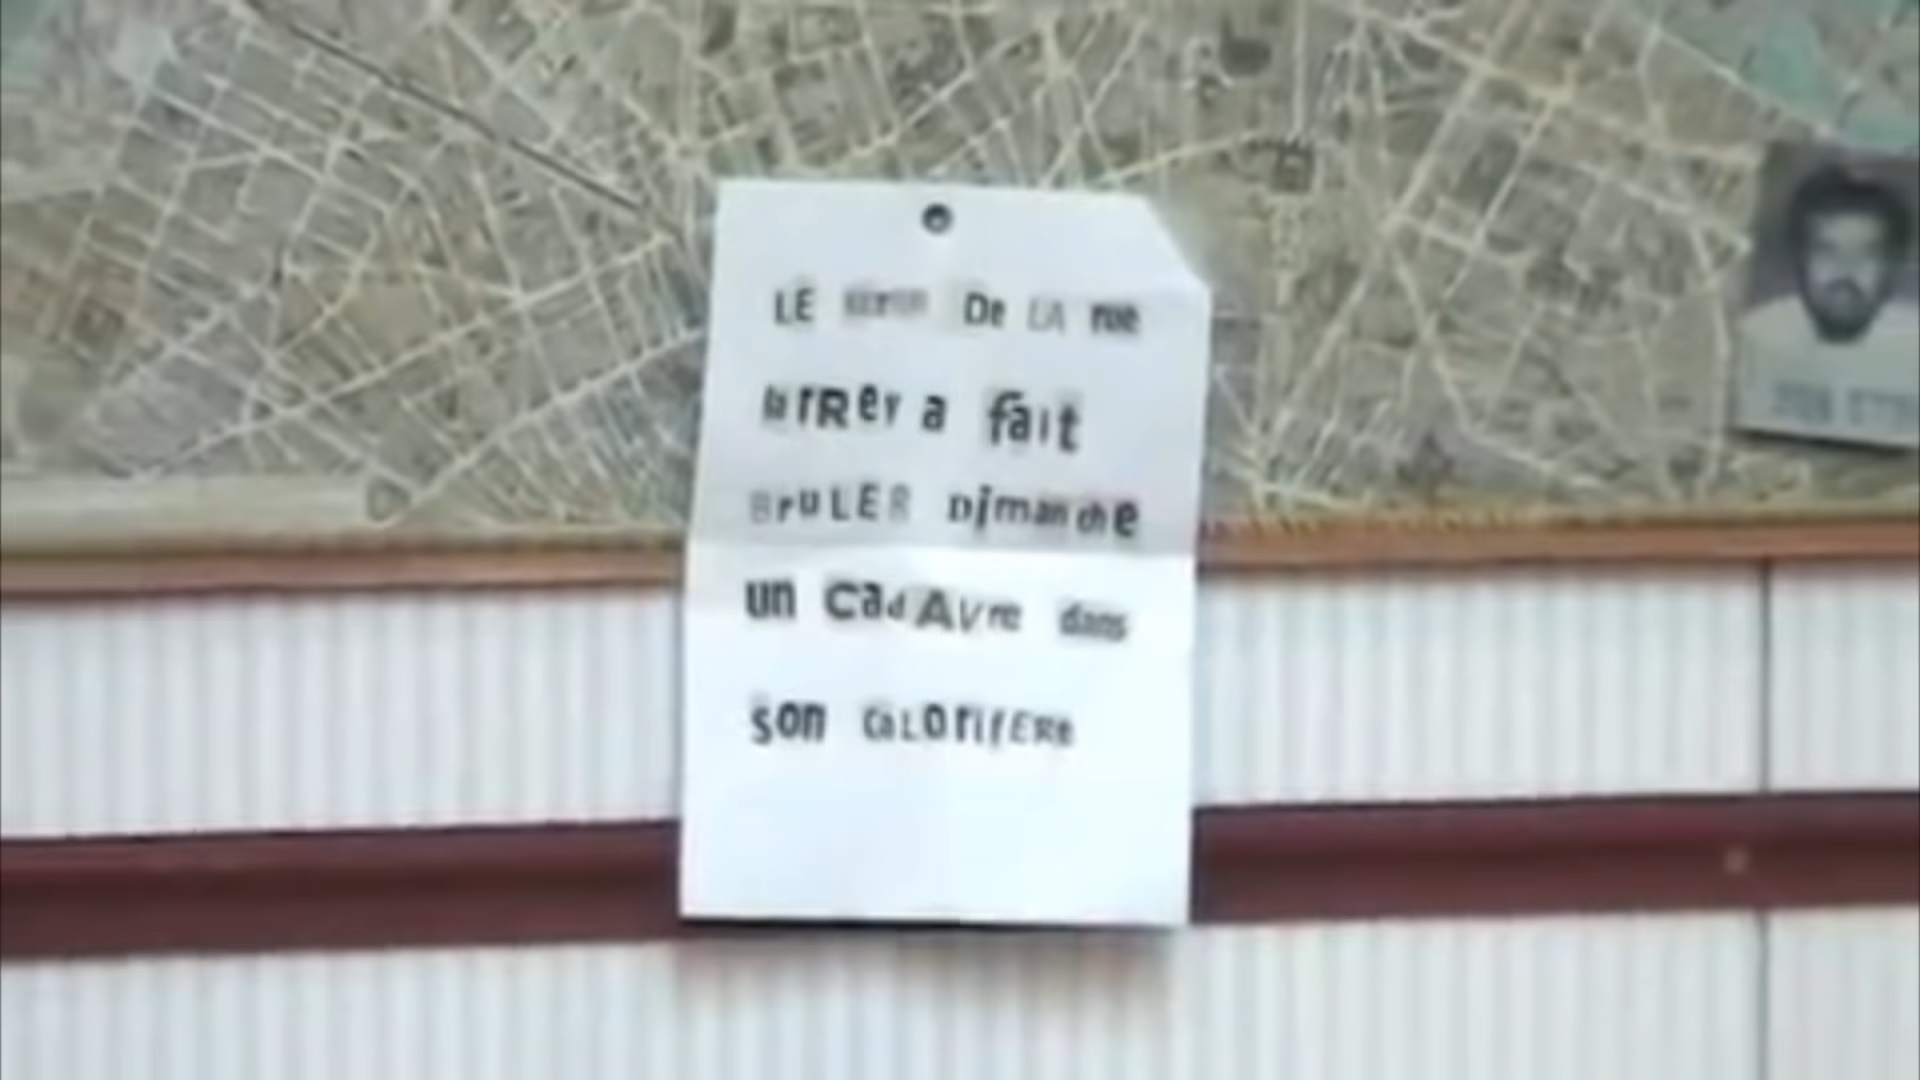 LE De LA rue
a faIt
BruLER DimanchE
un CadAVre dans
son CaLorifERe